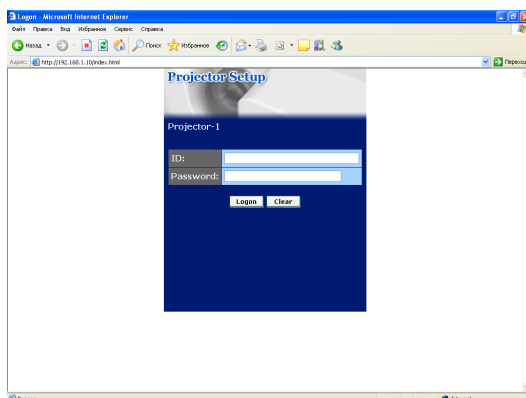 Logon - Microsoft Internet Explorer
Файл Правка Вид Избранное Сервис Справка
Назад Поиск Избранное
Адрес: http://192.168.1.10/index.html Переход
Projector Setup
Projector-1
ID:
Password:
Logon Clear